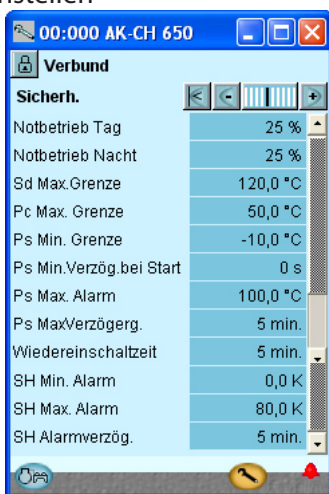 00:000 AK-CH 650
Verbund
Sicherh.
Notbetrieb Tag 25 %
Notbetrieb Nacht 25 %
Sd Max.Grenze 120,0 °C
Pc Max. Grenze 50,0 °C
Ps Min. Grenze -10,0 °C
Ps Min.Verzög.bei Start 0 s
Ps Max. Alarm 100,0 °C
Ps MaxVerzögerg. 5 min.
Wiedereinschaltzeit 5 min.
SH Min. Alarm 0,0 K
SH Max. Alarm 80,0 K
SH Alarmverzög. 5 min.